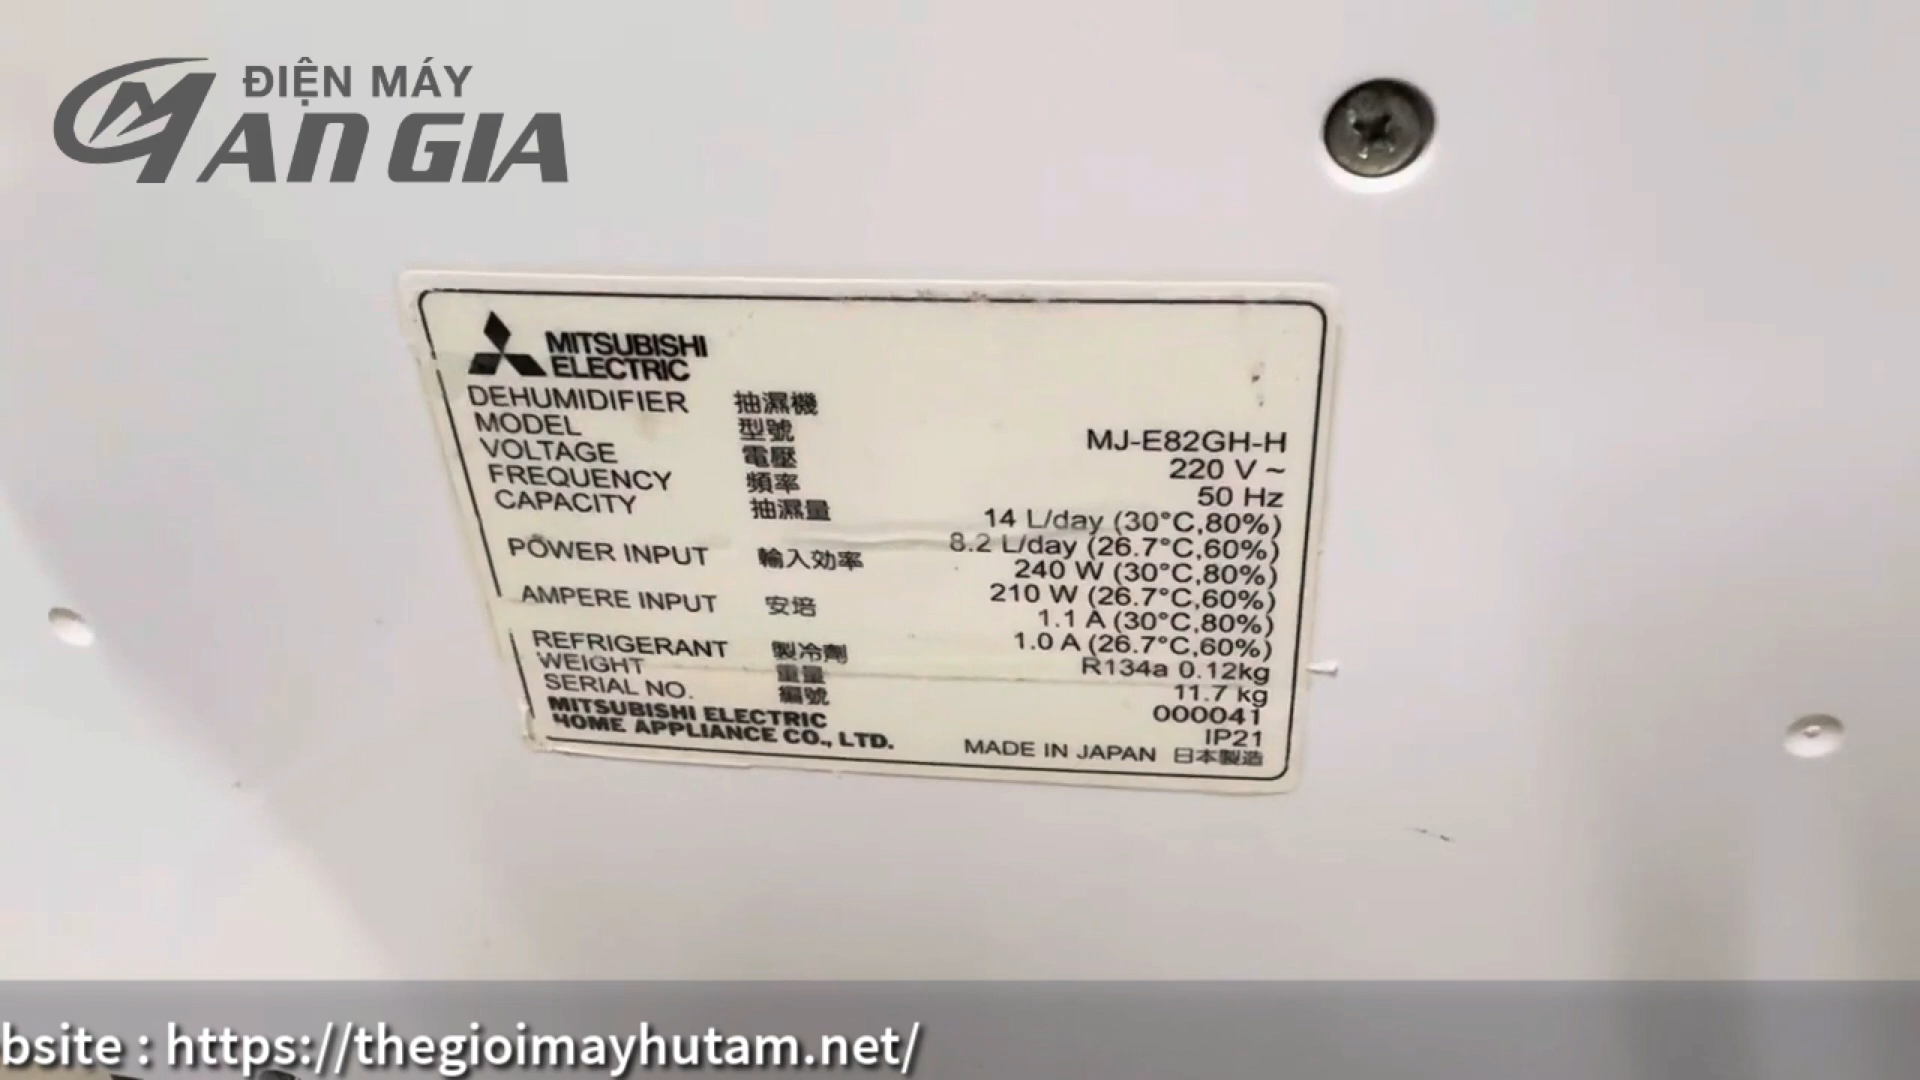 ĐIỆN MÁY
AN GIA
MITSUBISHI
ELECTRIC
DEHUMIDIFIER 抽濕機
MODEL 型號 MJ-E82GH-H
VOLTAGE 電壓 220 V ~
FREQUENCY 頻率 50 Hz
CAPACITY 抽濕量 14 L/day (30°C,80%)
8.2 L/day (26.7°C,60%)
POWER INPUT 輸入効率 240 W (30°C,80%)
210 W (26.7°C,60%)
AMPERE INPUT 安培 1.1 A (30°C,80%)
1.0 A (26.7°C,60%)
REFRIGERANT 製冷劑 R134a 0.12kg
WEIGHT 重量 11.7 kg
SERIAL NO. 編號 000041
IP21
MITSUBISHI ELECTRIC
HOME APPLIANCE CO., LTD.
MADE IN JAPAN 日本製造
bsite : https://thegioimayhutam.net/